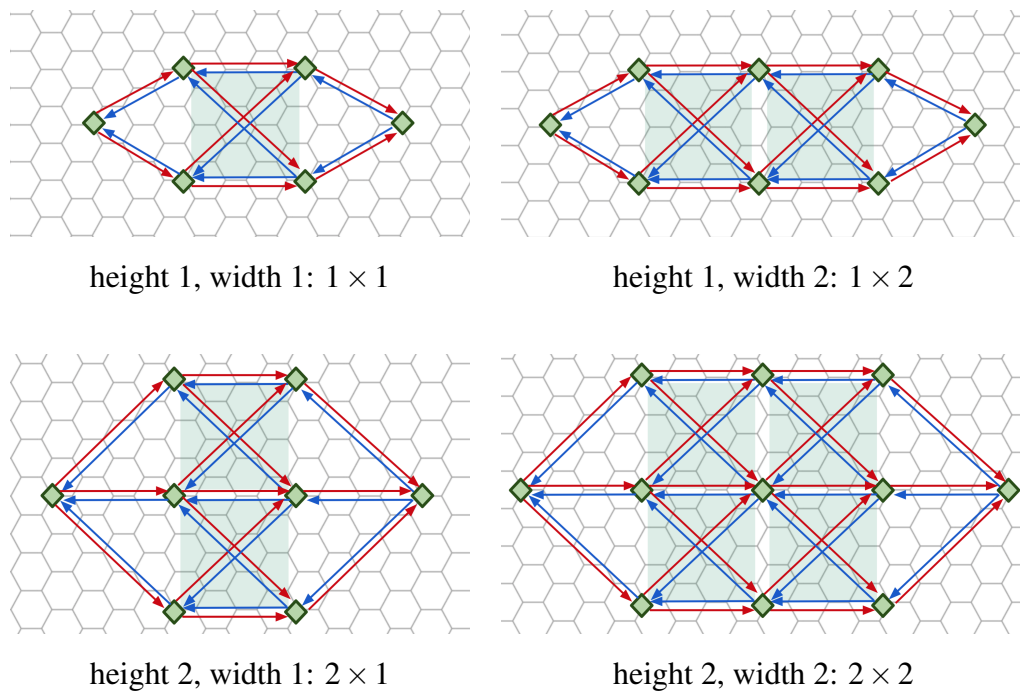 height 1, width 1: 1 × 1
height 1, width 2: 1 × 2
height 2, width 1: 2 × 1
height 2, width 2: 2 × 2